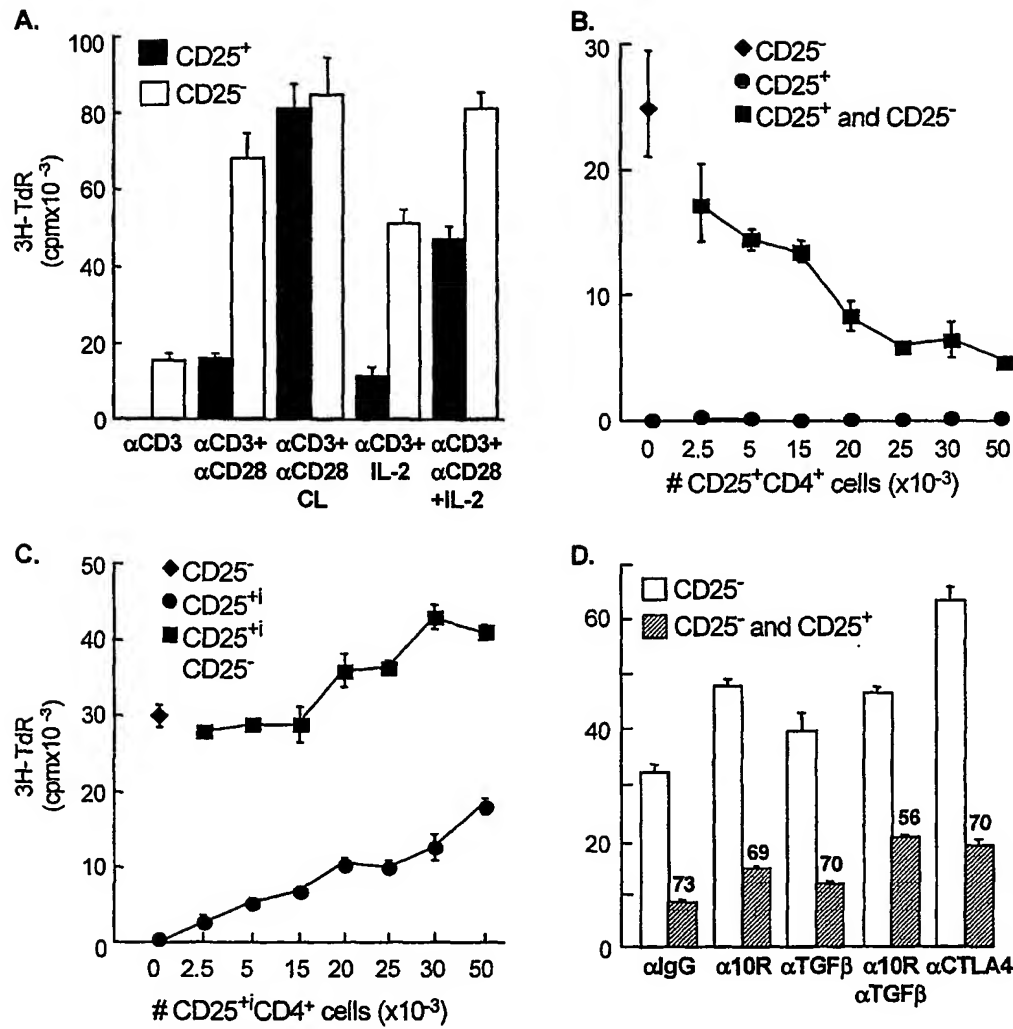 A.
CD25⁺
CD25⁻
100
80
60
40
20
0
3H-TdR
(cpmx10⁻³)
αCD3 αCD3+ αCD3+ αCD3+ αCD3+
αCD28 αCD28 IL-2 αCD28
CL +IL-2
B.
CD25⁻
CD25⁺
CD25⁺ and CD25⁻
30
20
10
0
0 2.5 5 15 20 25 30 50
# CD25⁺CD4⁺ cells (x10⁻³)
C.
CD25⁻
CD25⁺ⁱ
CD25⁺ⁱ
CD25⁻
50
40
30
20
10
0
3H-TdR
(cpmx10⁻³)
0 2.5 5 15 20 25 30 50
# CD25⁺ⁱCD4⁺ cells (x10⁻³)
D.
CD25⁻
CD25⁻ and CD25⁺
60
40
20
0
73
69
70
56
70
αIgG α10R αTGFβ α10R αCTLA4
αTGFβ